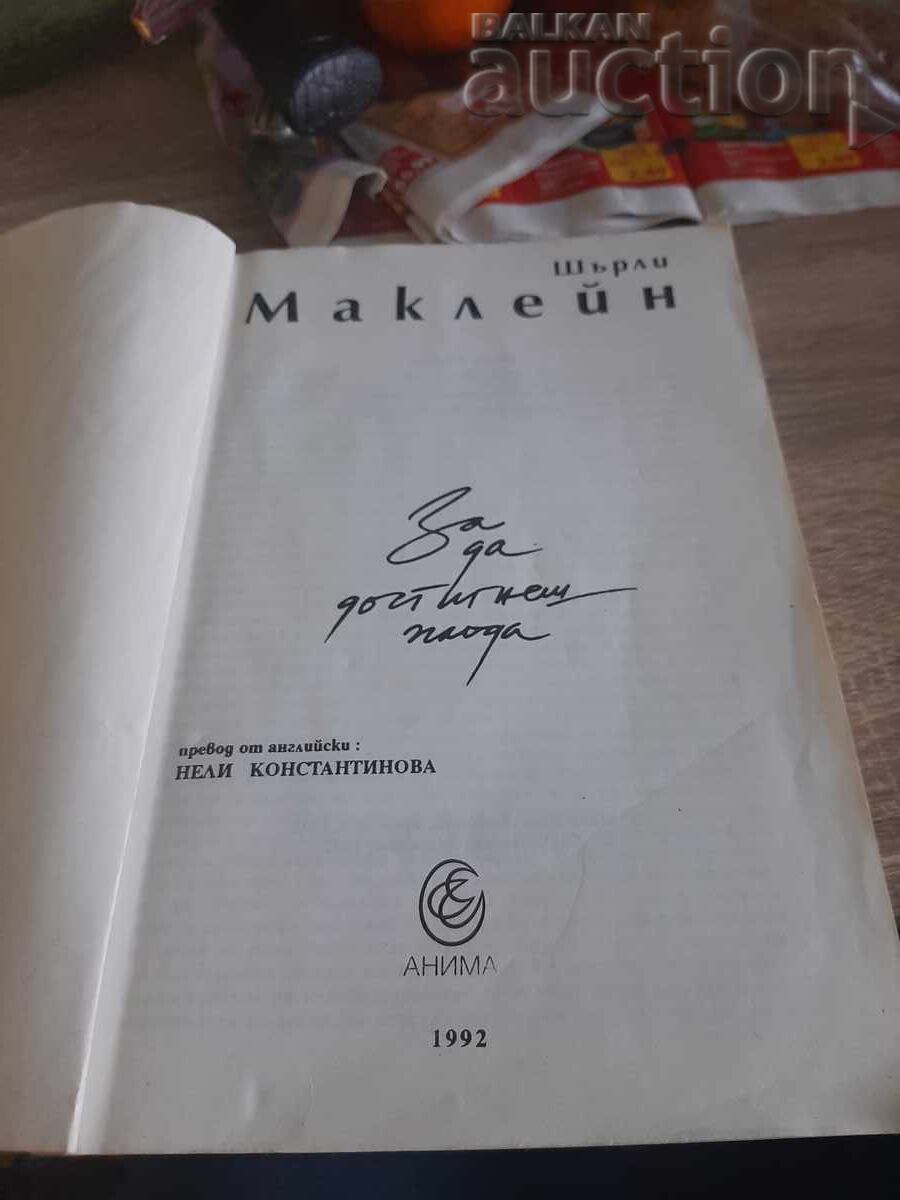 BALKAN
auction
Шърли
Маклейн
За
да
достигнеш
плода
превод от английски :
НЕЛИ КОНСТАНТИНОВА
АНИМА
1992